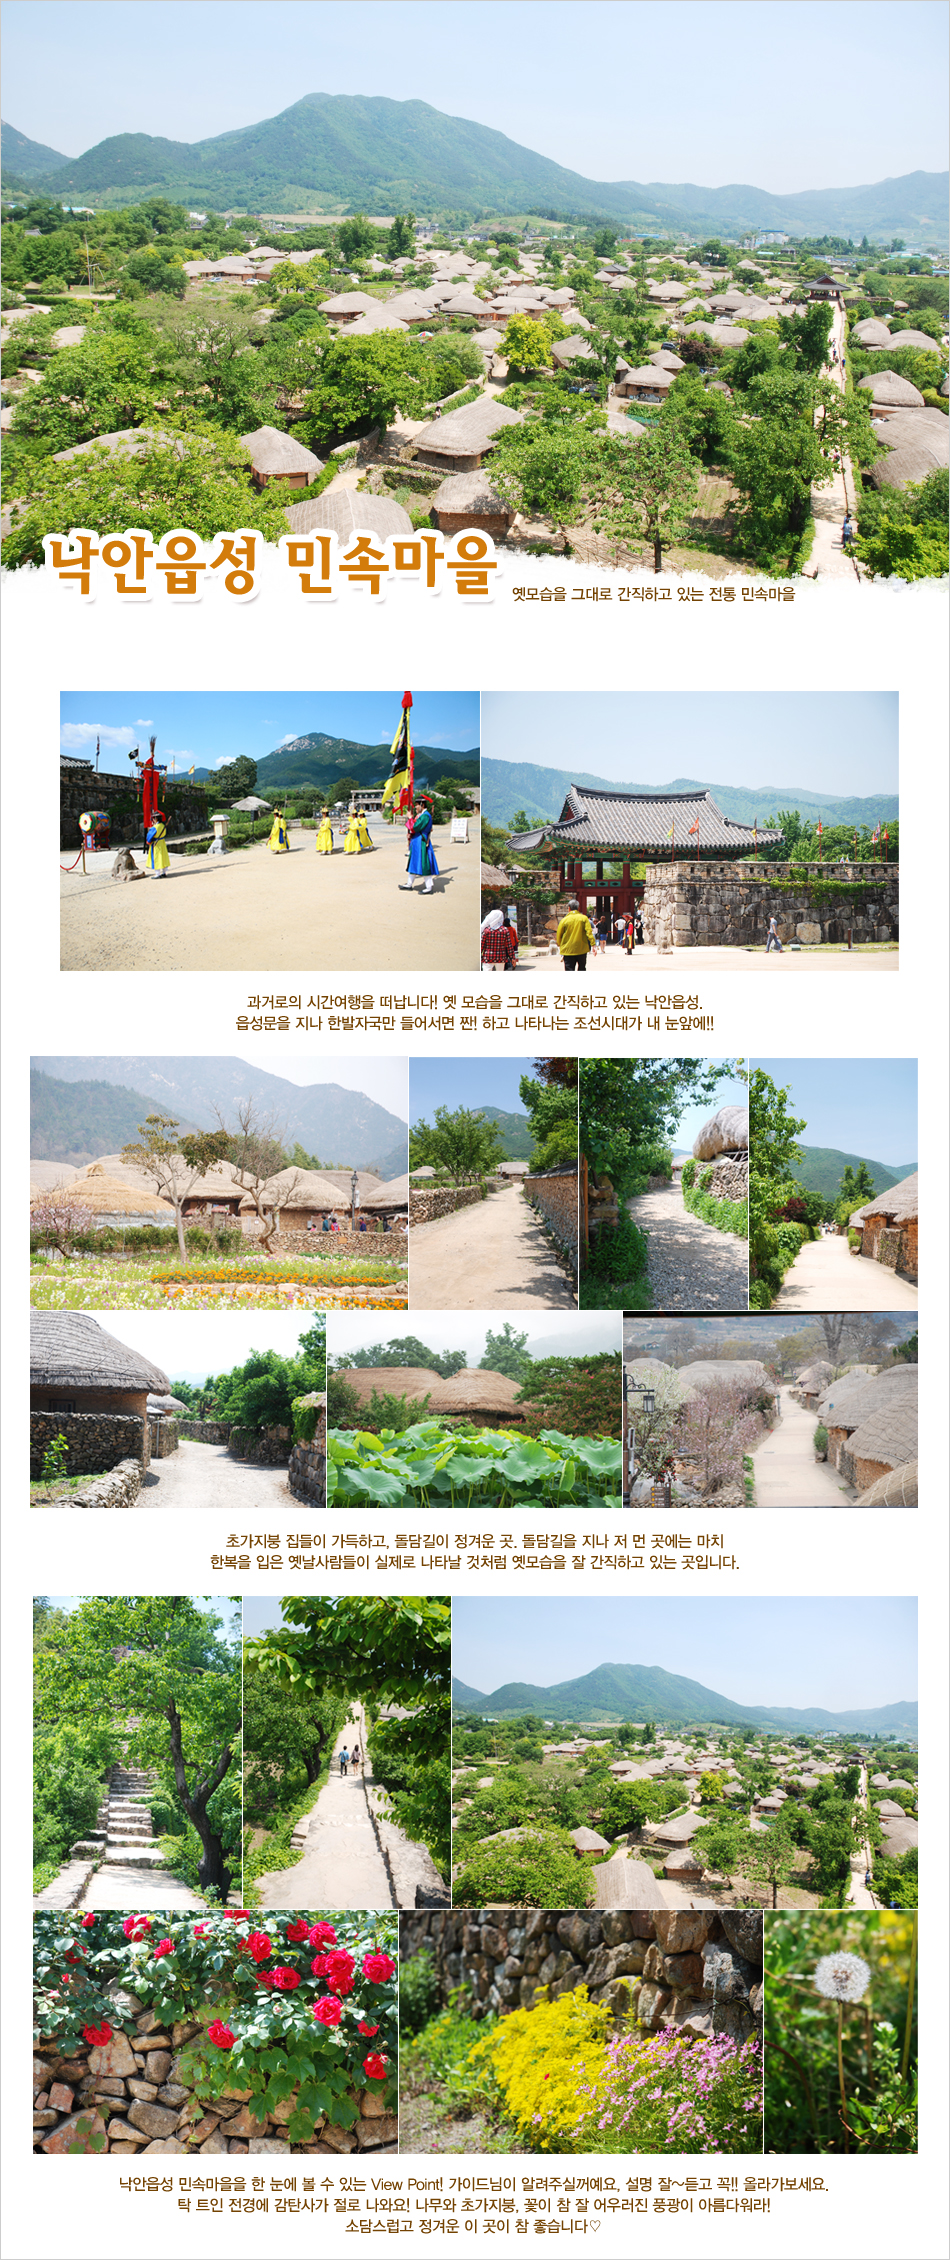 낙안읍성 민속마을
옛모습을 그대로 간직하고 있는 전통 민속마을
과거로의 시간여행을 떠납니다! 옛 모습을 그대로 간직하고 있는 낙안읍성.
읍성문을 지나 한발자국만 들어서면 짠! 하고 나타나는 조선시대가 내 눈앞에!!
초가지붕 집들이 가득하고, 돌담길이 정겨운 곳. 돌담길을 지나 저 먼 곳에는 마치
한복을 입은 옛날사람들이 실제로 나타날 것처럼 옛모습을 잘 간직하고 있는 곳입니다.
낙안읍성 민속마을을 한 눈에 볼 수 있는 View Point! 가이드님이 알려주실꺼예요, 설명 잘~듣고 꼭!! 올라가보세요.
탁 트인 전경에 감탄사가 절로 나와요! 나무와 초가지붕, 꽃이 참 잘 어우러진 풍광이 아름다워라!
소담스럽고 정겨운 이 곳이 참 좋습니다♡